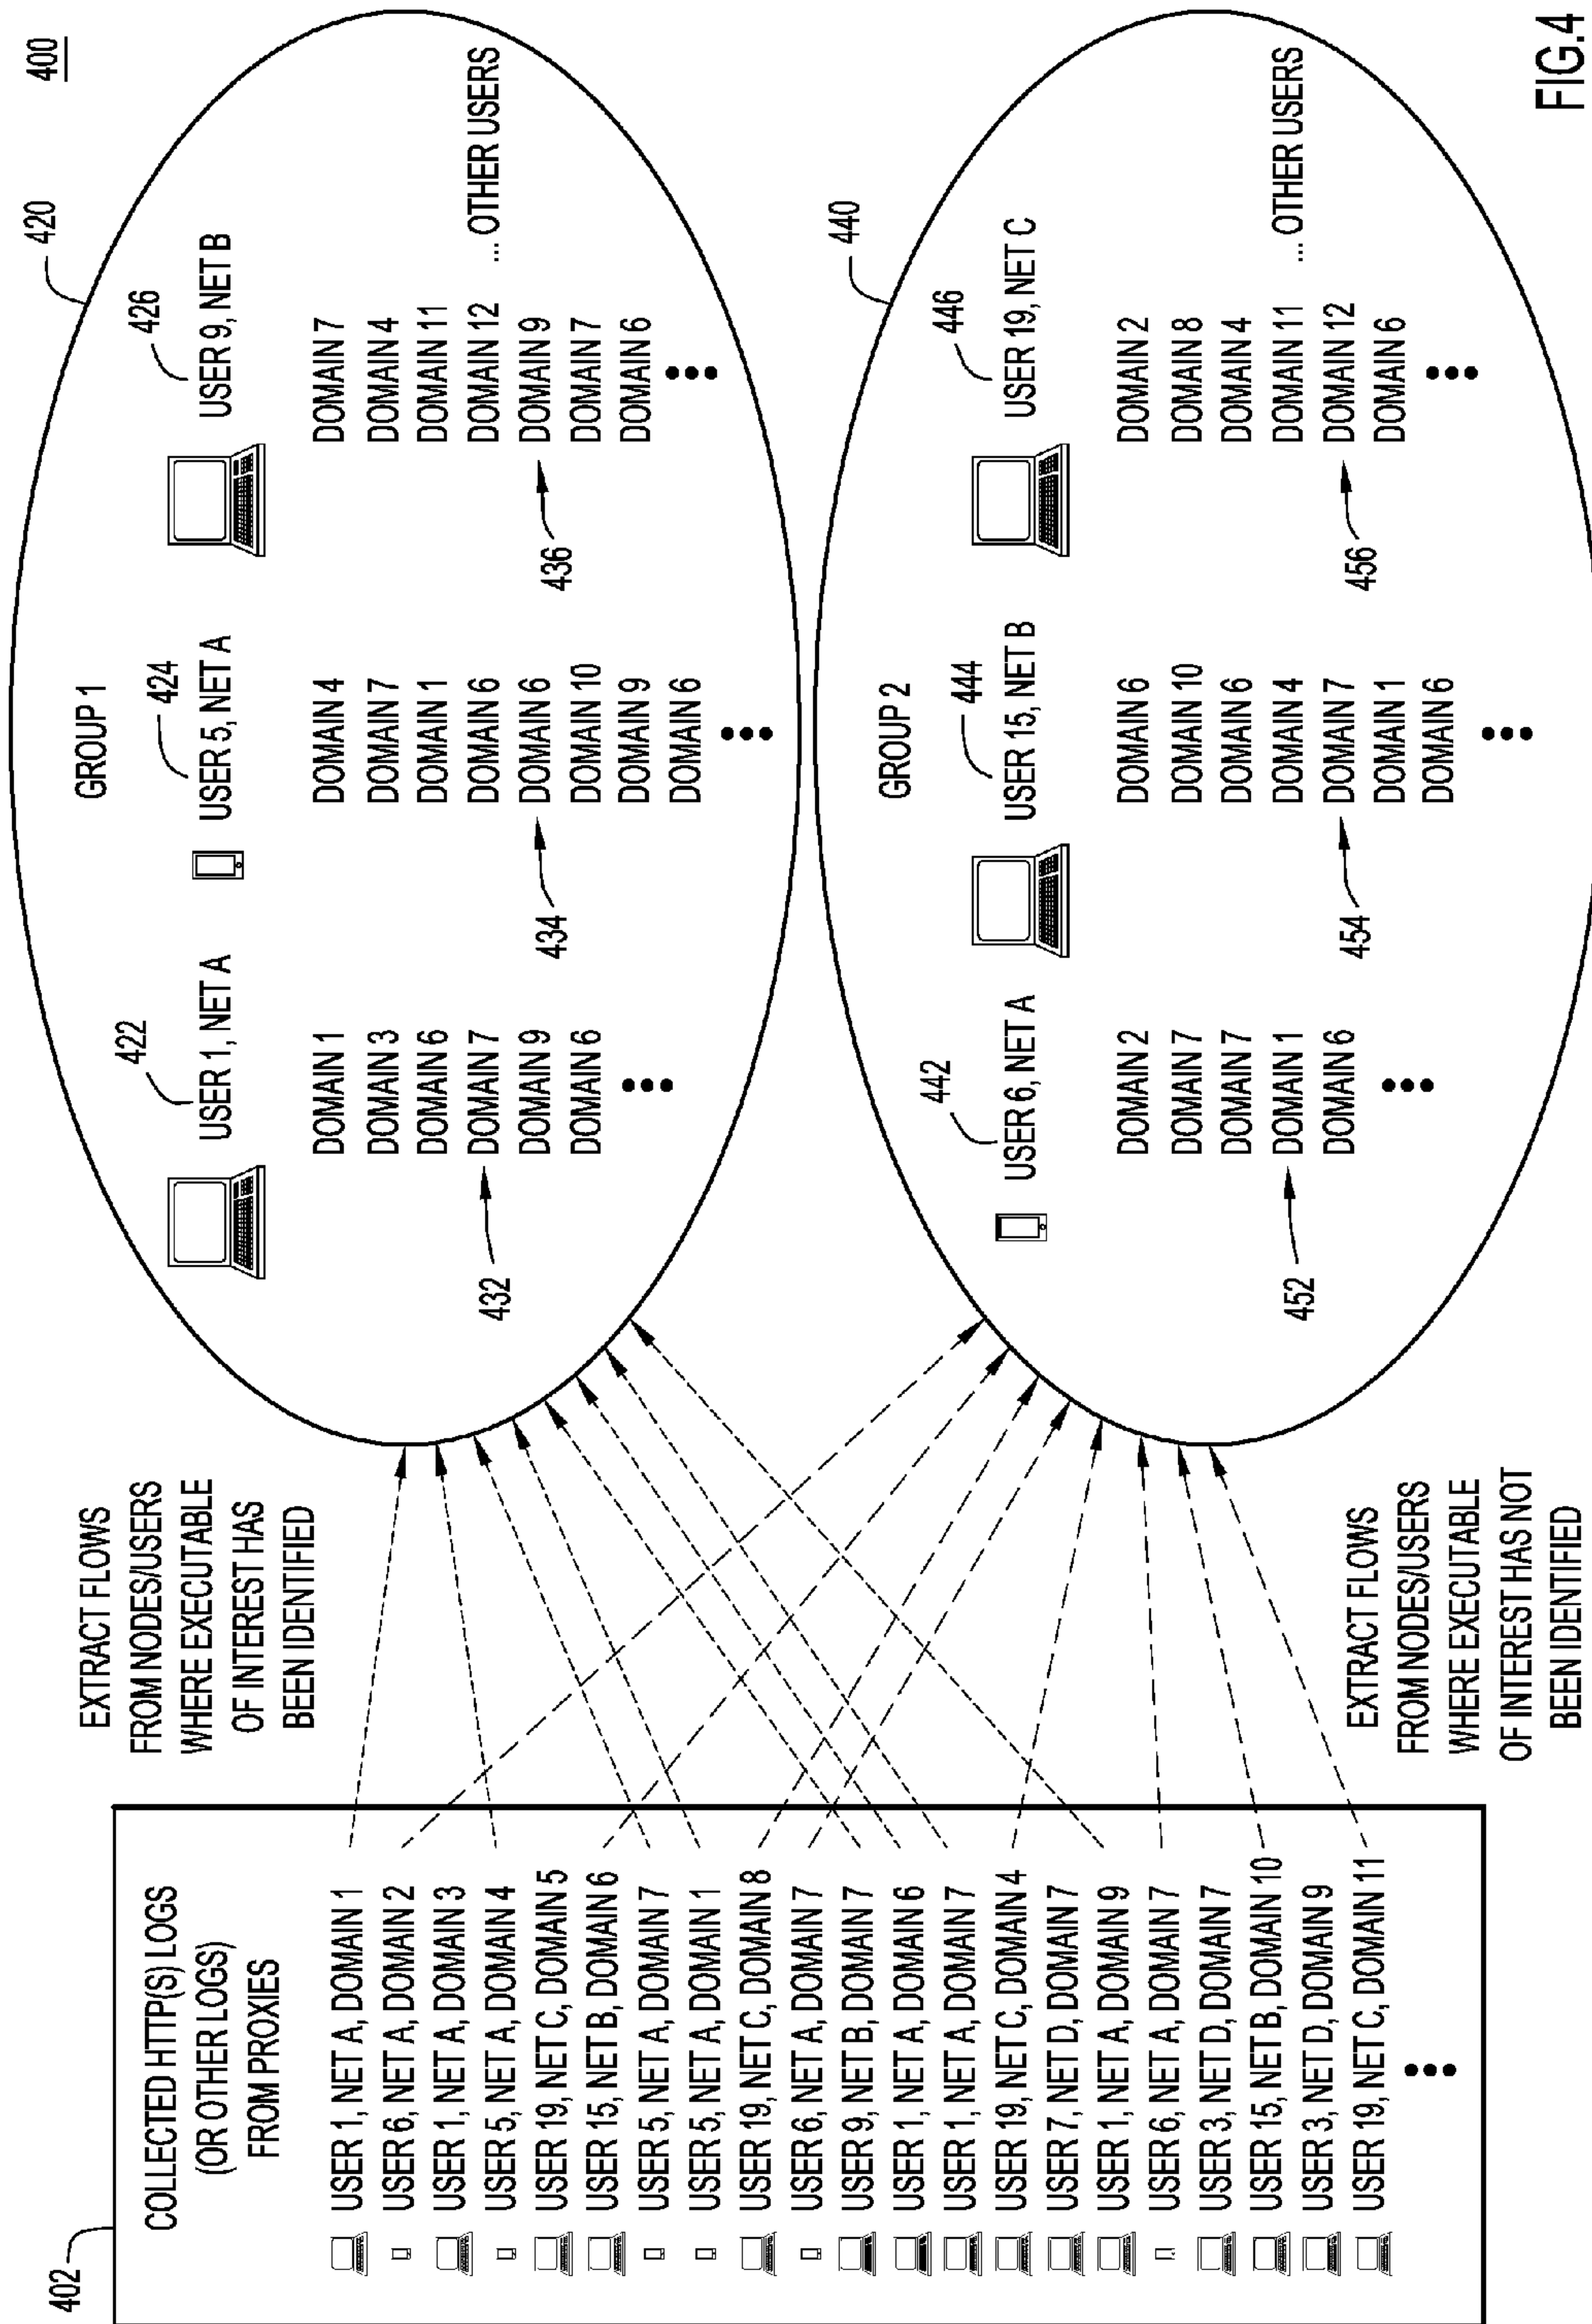 400
402
COLLECTED HTTP(S) LOGS
(OR OTHER LOGS)
FROM PROXIES
USER 1, NET A, DOMAIN 1
USER 6, NET A, DOMAIN 2
USER 1, NET A, DOMAIN 3
USER 5, NET A, DOMAIN 4
USER 19, NET C, DOMAIN 5
USER 15, NET B, DOMAIN 6
USER 5, NET A, DOMAIN 7
USER 5, NET A, DOMAIN 1
USER 19, NET C, DOMAIN 8
USER 6, NET A, DOMAIN 7
USER 9, NET B, DOMAIN 7
USER 1, NET A, DOMAIN 6
USER 1, NET A, DOMAIN 7
USER 19, NET C, DOMAIN 4
USER 7, NET D, DOMAIN 7
USER 1, NET A, DOMAIN 9
USER 6, NET A, DOMAIN 7
USER 3, NET D, DOMAIN 7
USER 15, NET B, DOMAIN 10
USER 3, NET D, DOMAIN 9
USER 19, NET C, DOMAIN 11
EXTRACT FLOWS
FROM NODES/USERS
WHERE EXECUTABLE
OF INTEREST HAS
BEEN IDENTIFIED
EXTRACT FLOWS
FROM NODES/USERS
WHERE EXECUTABLE
OF INTEREST HAS NOT
BEEN IDENTIFIED
420
GROUP 1
422
USER 1, NET A
DOMAIN 1
DOMAIN 3
DOMAIN 6
DOMAIN 7
DOMAIN 9
DOMAIN 6
432
424
USER 5, NET A
DOMAIN 4
DOMAIN 7
DOMAIN 1
DOMAIN 6
DOMAIN 6
DOMAIN 10
DOMAIN 9
DOMAIN 6
434
426
USER 9, NET B
DOMAIN 7
DOMAIN 4
DOMAIN 11
DOMAIN 12
DOMAIN 9
DOMAIN 7
DOMAIN 6
436
... OTHER USERS
440
GROUP 2
442
USER 6, NET A
DOMAIN 2
DOMAIN 7
DOMAIN 7
DOMAIN 1
DOMAIN 6
452
444
USER 15, NET B
DOMAIN 6
DOMAIN 10
DOMAIN 6
DOMAIN 4
DOMAIN 7
DOMAIN 1
DOMAIN 6
454
446
USER 19, NET C
DOMAIN 2
DOMAIN 8
DOMAIN 4
DOMAIN 11
DOMAIN 12
DOMAIN 6
456
... OTHER USERS
FIG.4